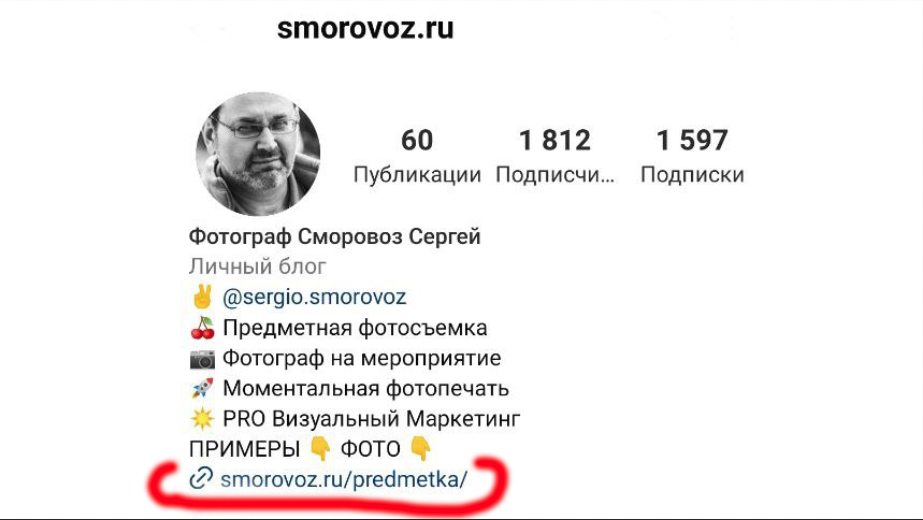 smorovoz.ru
60 1 812 1 597
Публикации Подписчи... Подписки
Фотограф Сморовоз Сергей
Личный блог
✌️ @sergio.smorovoz
🍒 Предметная фотосъемка
📷 Фотограф на мероприятие
🚀 Моментальная фотопечать
☀️ PRO Визуальный Маркетинг
ПРИМЕРЫ 👇 ФОТО 👇
🔗 smorovoz.ru/predmetka/